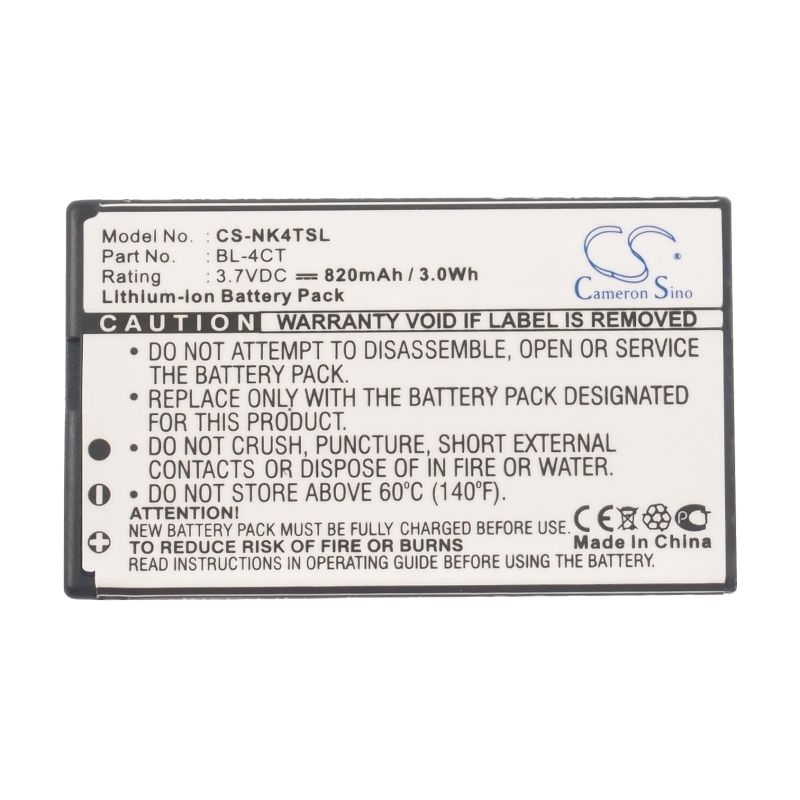 Model No. : CS-NK4TSL
Part No. : BL-4CT
Rating : 3.7VDC ⎓ 820mAh / 3.0Wh
Lithium-Ion Battery Pack
CS
Cameron Sino
CAUTION WARRANTY VOID IF LABEL IS REMOVED
• DO NOT ATTEMPT TO DISASSEMBLE, OPEN OR SERVICE
THE BATTERY PACK.
• REPLACE ONLY WITH THE BATTERY PACK DESIGNATED
FOR THIS PRODUCT.
• DO NOT CRUSH, PUNCTURE, SHORT EXTERNAL
CONTACTS OR DISPOSE OF IN FIRE OR WATER.
• DO NOT STORE ABOVE 60°C (140°F).
ATTENTION:
NEW BATTERY PACK MUST BE FULLY CHARGED BEFORE USE.
TO REDUCE RISK OF FIRE OR BURNS
READ INSTRUCTIONS IN OPERATING GUIDE BEFORE USING THE BATTERY.
CE
Made In China